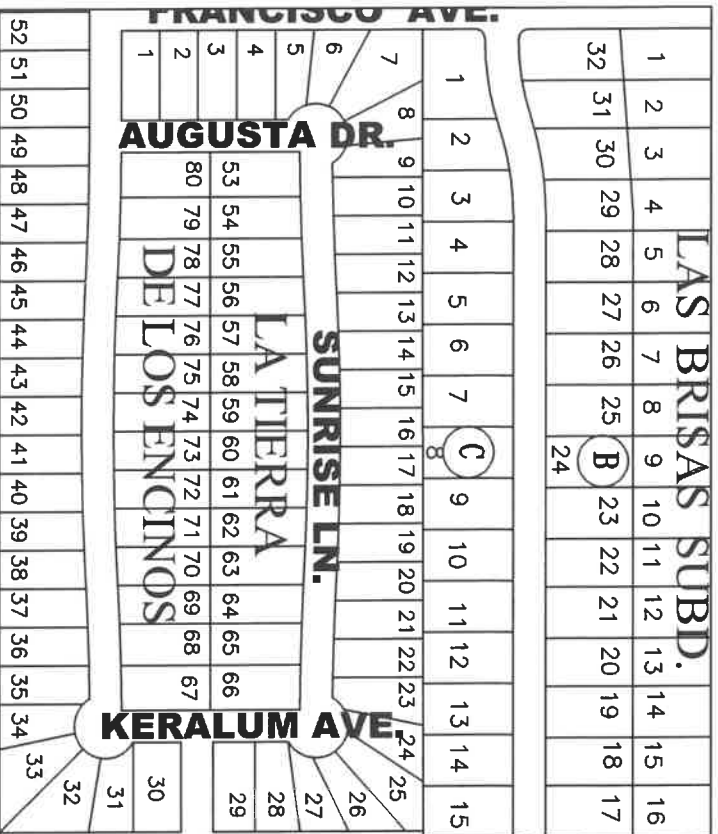 FRANCISCO AVE.
AUGUSTA DR.
KERALUM AVE.
SUNRISE LN.
LAS BRISAS SUBD.
LA TIERRA
DE LOS ENCINOS
1 2 3 4 5 6 7 8 9 10 11 12 13 14 15 16
32 31 30 29 28 27 26 25 24 23 22 21 20 19 18 17
B
1 2 3 4 5 6 7 8 9 10 11 12 13 14 15
C
1 2 3 4 5 6 7 8 9 10 11 12 13 14 15 16 17 18 19 20 21 22 23 24 25 26 27 28 29
53 54 55 56 57 58 59 60 61 62 63 64 65 66
80 79 78 77 76 75 74 73 72 71 70 69 68 67
52 51 50 49 48 47 46 45 44 43 42 41 40 39 38 37 36 35 34 33 32 31 30